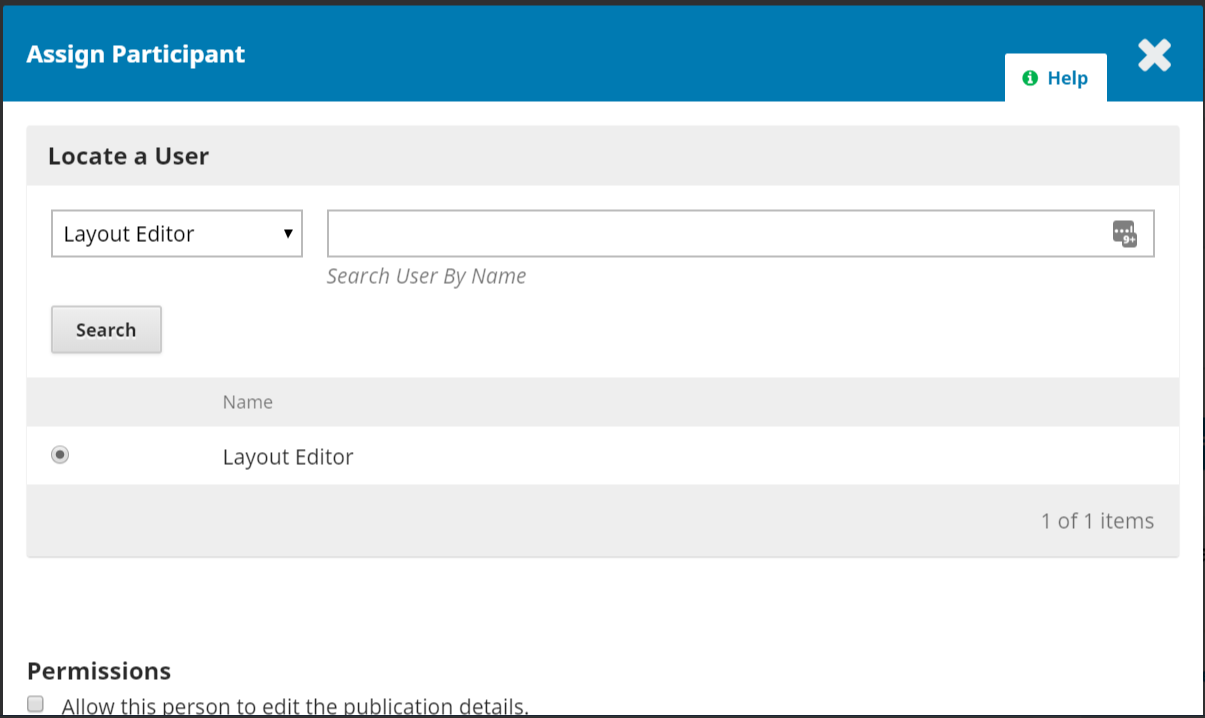 Assign Participant
Help
Locate a User
Layout Editor
9+
Search User By Name
Search
Name
Layout Editor
1 of 1 items
Permissions
Allow this person to edit the publication details.